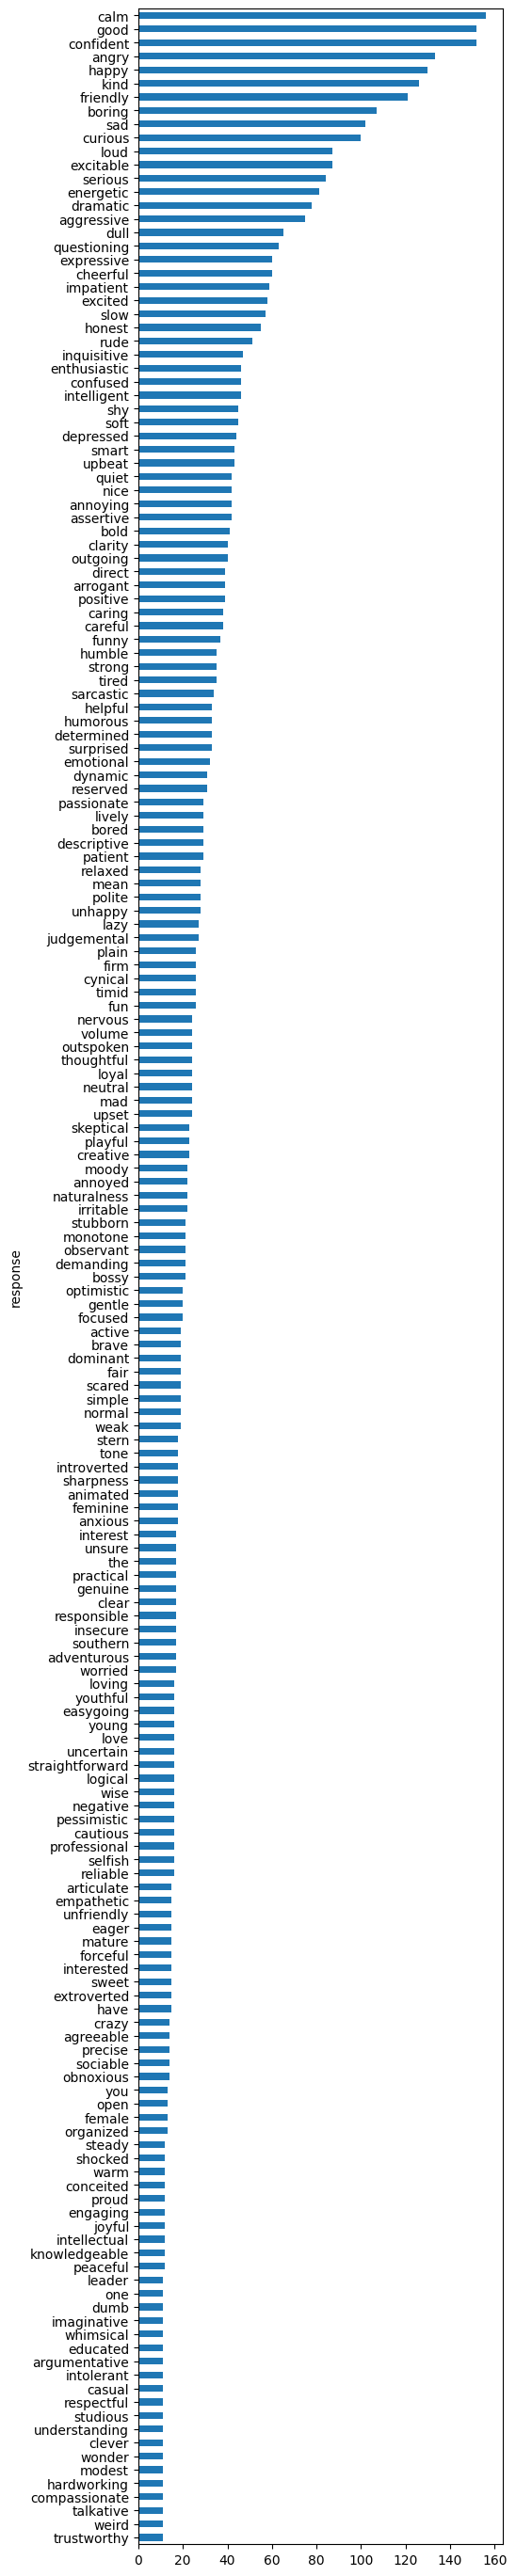 calm
good
confident
angry
happy
kind
friendly
boring
sad
curious
loud
excitable
serious
energetic
dramatic
aggressive
dull
questioning
expressive
cheerful
impatient
excited
slow
honest
rude
inquisitive
enthusiastic
confused
intelligent
shy
soft
depressed
smart
upbeat
quiet
nice
annoying
assertive
bold
clarity
outgoing
direct
arrogant
positive
caring
careful
funny
humble
strong
tired
sarcastic
helpful
humorous
determined
surprised
emotional
dynamic
reserved
passionate
lively
bored
descriptive
patient
relaxed
mean
polite
unhappy
lazy
judgemental
plain
firm
cynical
timid
fun
nervous
volume
outspoken
thoughtful
loyal
neutral
mad
upset
skeptical
playful
creative
moody
annoyed
naturalness
irritable
stubborn
monotone
observant
demanding
bossy
optimistic
gentle
focused
active
brave
dominant
fair
scared
simple
normal
weak
stern
tone
introverted
sharpness
animated
feminine
anxious
interest
unsure
the
practical
genuine
clear
responsible
insecure
southern
adventurous
worried
loving
youthful
easygoing
young
love
uncertain
straightforward
logical
wise
negative
pessimistic
cautious
professional
selfish
reliable
articulate
empathetic
unfriendly
eager
mature
forceful
interested
sweet
extroverted
have
crazy
agreeable
precise
sociable
obnoxious
you
open
female
organized
steady
shocked
warm
conceited
proud
engaging
joyful
intellectual
knowledgeable
peaceful
leader
one
dumb
imaginative
whimsical
educated
argumentative
intolerant
casual
respectful
studious
understanding
clever
wonder
modest
hardworking
compassionate
talkative
weird
trustworthy
response
0 20 40 60 80 100 120 140 160